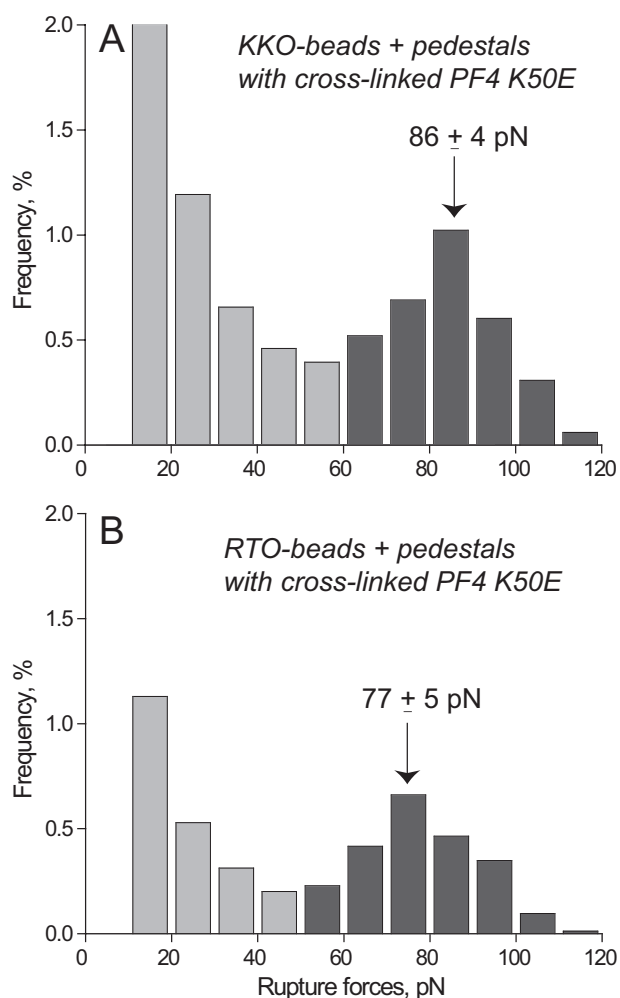 A
KKO-beads + pedestals
with cross-linked PF4 K50E
86 ± 4 pN
Frequency, %
2.0
1.5
1.0
0.5
0.0
0 20 40 60 80 100 120
B
RTO-beads + pedestals
with cross-linked PF4 K50E
77 ± 5 pN
Frequency, %
2.0
1.5
1.0
0.5
0.0
0 20 40 60 80 100 120
Rupture forces, pN